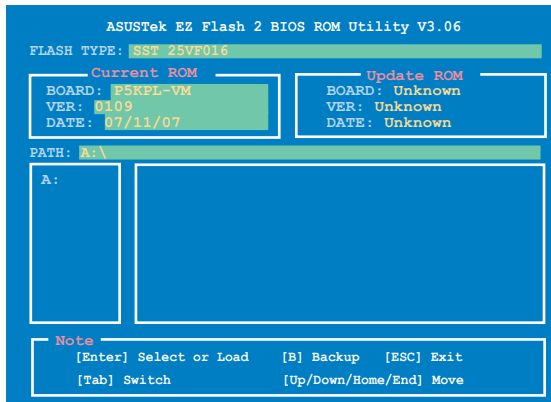 ASUSTek EZ Flash 2 BIOS ROM Utility V3.06
FLASH TYPE: SST 25VF016
Current ROM
BOARD: P5KPL-VM
VER: 0109
DATE: 07/11/07
Update ROM
BOARD: Unknown
VER: Unknown
DATE: Unknown
PATH: A:\
A:
Note
[Enter] Select or Load [B] Backup [ESC] Exit
[Tab] Switch [Up/Down/Home/End] Move